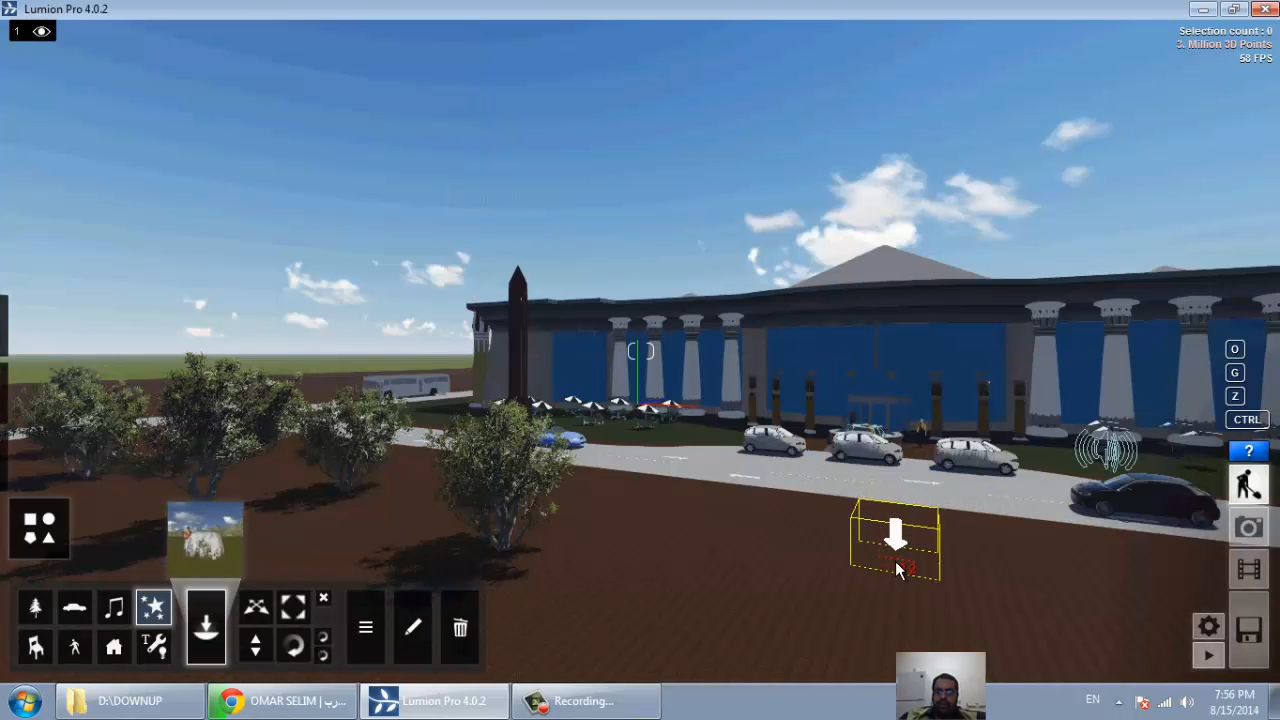 Lumion Pro 4.0.2
1
Selection count : 0
3. Million 3D Points
58 FPS
O
G
Z
CTRL
?
D:\DOWNUP
OMAR SELIM | رب...
Lumion Pro 4.0.2
Recording...
EN
7:56 PM
8/15/2014